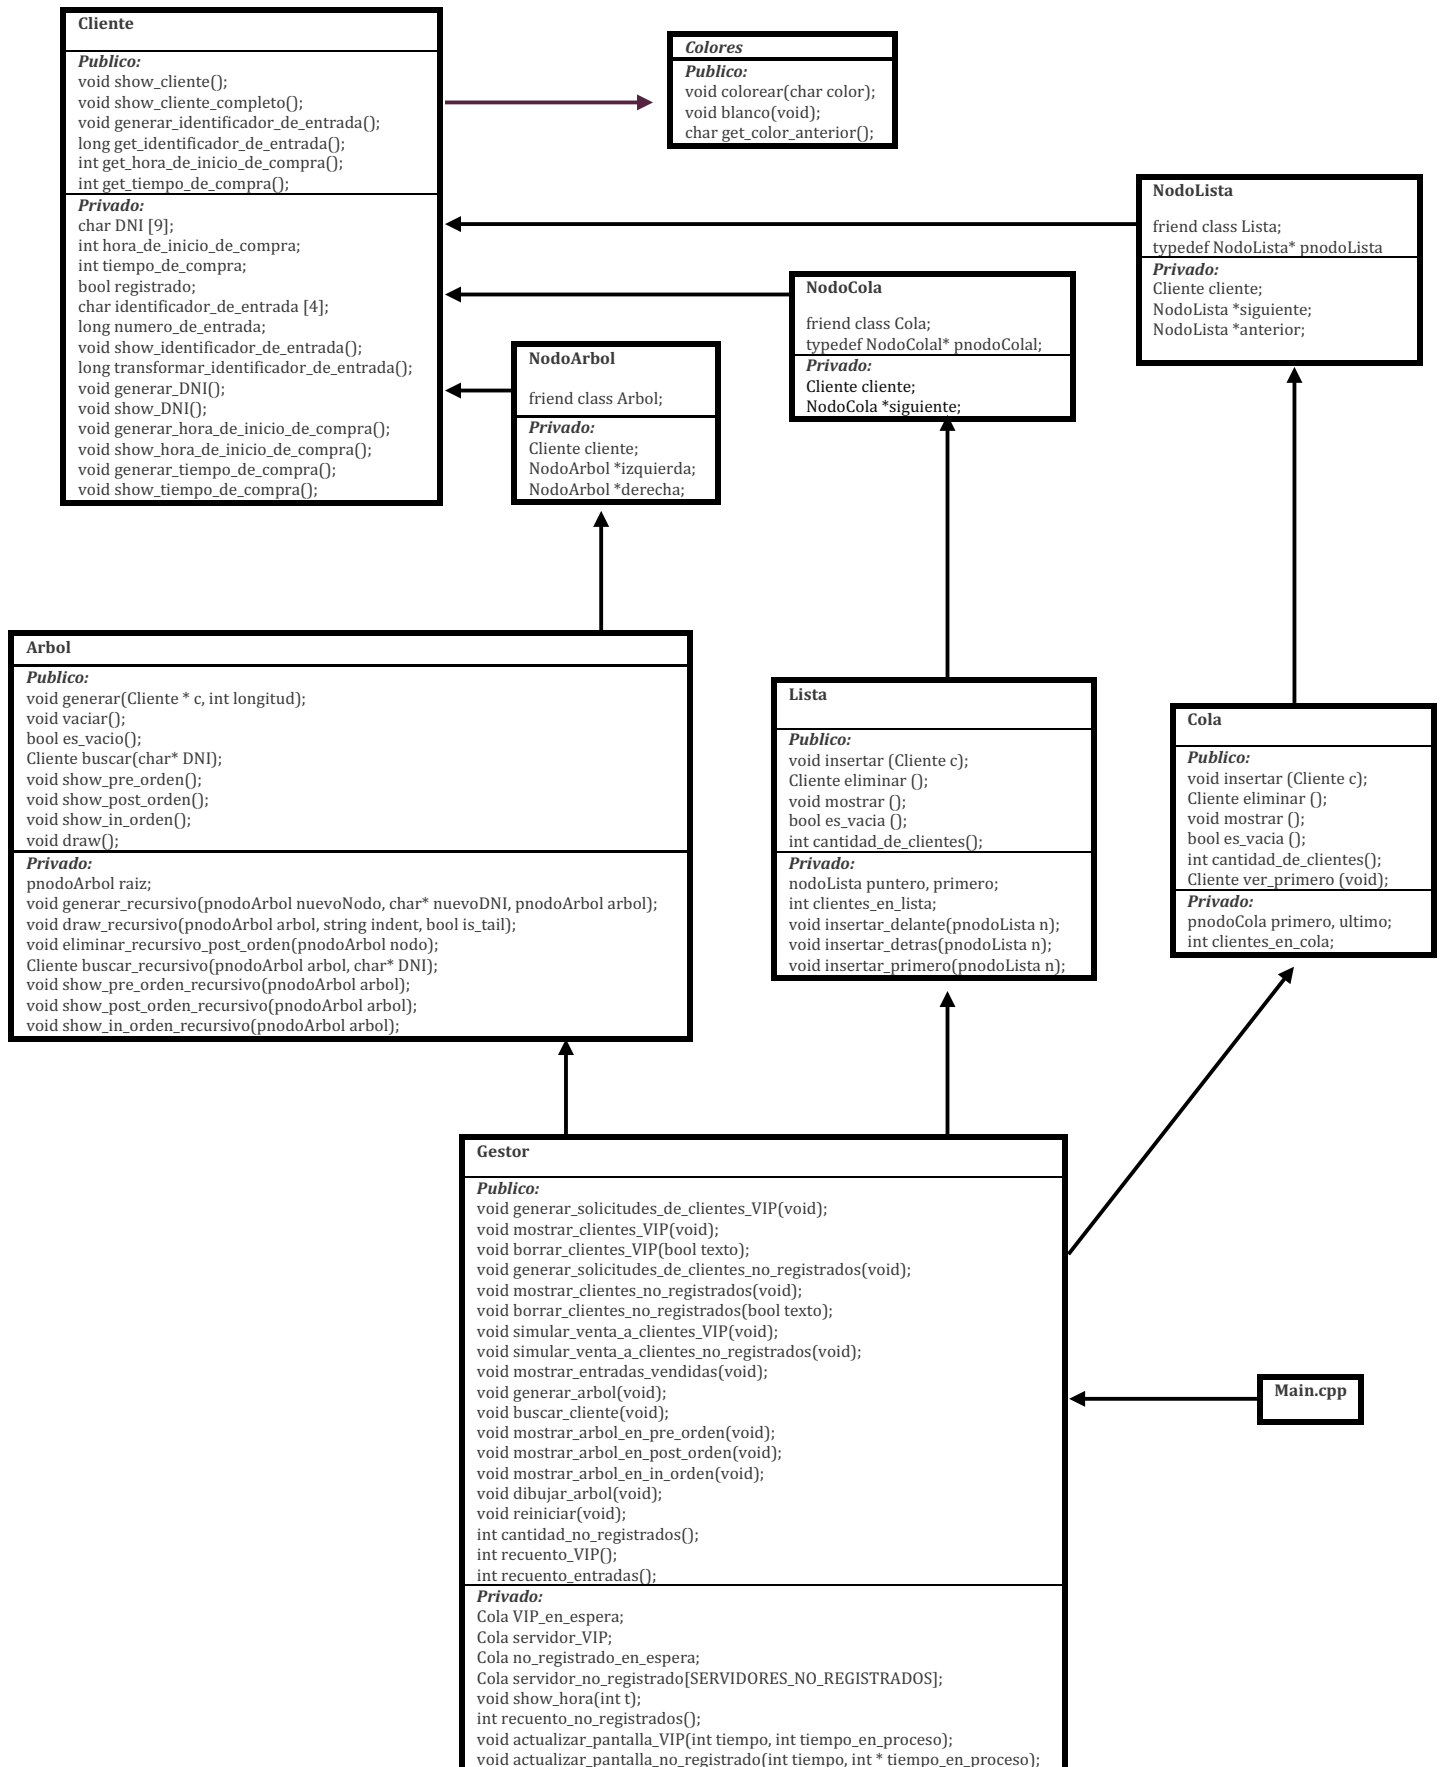 Cliente
Publico:
void show_cliente();
void show_cliente_completo();
void generar_identificador_de_entrada();
long get_identificador_de_entrada();
int get_hora_de_inicio_de_compra();
int get_tiempo_de_compra();
Privado:
char DNI [9];
int hora_de_inicio_de_compra;
int tiempo_de_compra;
bool registrado;
char identificador_de_entrada [4];
long numero_de_entrada;
void show_identificador_de_entrada();
long transformar_identificador_de_entrada();
void generar_DNI();
void show_DNI();
void generar_hora_de_inicio_de_compra();
void show_hora_de_inicio_de_compra();
void generar_tiempo_de_compra();
void show_tiempo_de_compra();
Colores
Publico:
void colorear(char color);
void blanco(void);
char get_color_anterior();
NodoLista
friend class Lista;
typedef NodoLista* pnodoLista
Privado:
Cliente cliente;
NodoLista *siguiente;
NodoLista *anterior;
NodoCola
friend class Cola;
typedef NodoColal* pnodoColal;
Privado:
Cliente cliente;
NodoCola *siguiente;
NodoArbol
friend class Arbol;
Privado:
Cliente cliente;
NodoArbol *izquierda;
NodoArbol *derecha;
Arbol
Publico:
void generar(Cliente * c, int longitud);
void vaciar();
bool es_vacio();
Cliente buscar(char* DNI);
void show_pre_orden();
void show_post_orden();
void show_in_orden();
void draw();
Privado:
pnodoArbol raiz;
void generar_recursivo(pnodoArbol nuevoNodo, char* nuevoDNI, pnodoArbol arbol);
void draw_recursivo(pnodoArbol arbol, string indent, bool is_tail);
void eliminar_recursivo_post_orden(pnodoArbol nodo);
Cliente buscar_recursivo(pnodoArbol arbol, char* DNI);
void show_pre_orden_recursivo(pnodoArbol arbol);
void show_post_orden_recursivo(pnodoArbol arbol);
void show_in_orden_recursivo(pnodoArbol arbol);
Lista
Publico:
void insertar (Cliente c);
Cliente eliminar ();
void mostrar ();
bool es_vacia ();
int cantidad_de_clientes();
Privado:
nodoLista puntero, primero;
int clientes_en_lista;
void insertar_delante(pnodoLista n);
void insertar_detras(pnodoLista n);
void insertar_primero(pnodoLista n);
Cola
Publico:
void insertar (Cliente c);
Cliente eliminar ();
void mostrar ();
bool es_vacia ();
int cantidad_de_clientes();
Cliente ver_primero (void);
Privado:
pnodoCola primero, ultimo;
int clientes_en_cola;
Gestor
Publico:
void generar_solicitudes_de_clientes_VIP(void);
void mostrar_clientes_VIP(void);
void borrar_clientes_VIP(bool texto);
void generar_solicitudes_de_clientes_no_registrados(void);
void mostrar_clientes_no_registrados(void);
void borrar_clientes_no_registrados(bool texto);
void simular_venta_a_clientes_VIP(void);
void simular_venta_a_clientes_no_registrados(void);
void mostrar_entradas_vendidas(void);
void generar_arbol(void);
void buscar_cliente(void);
void mostrar_arbol_en_pre_orden(void);
void mostrar_arbol_en_post_orden(void);
void mostrar_arbol_en_in_orden(void);
void dibujar_arbol(void);
void reiniciar(void);
int cantidad_no_registrados();
int recuento_VIP();
int recuento_entradas();
Privado:
Cola VIP_en_espera;
Cola servidor_VIP;
Cola no_registrado_en_espera;
Cola servidor_no_registrado[SERVIDORES_NO_REGISTRADOS];
void show_hora(int t);
int recuento_no_registrados();
void actualizar_pantalla_VIP(int tiempo, int tiempo_en_proceso);
void actualizar_pantalla_no_registrado(int tiempo, int * tiempo_en_proceso);
Main.cpp